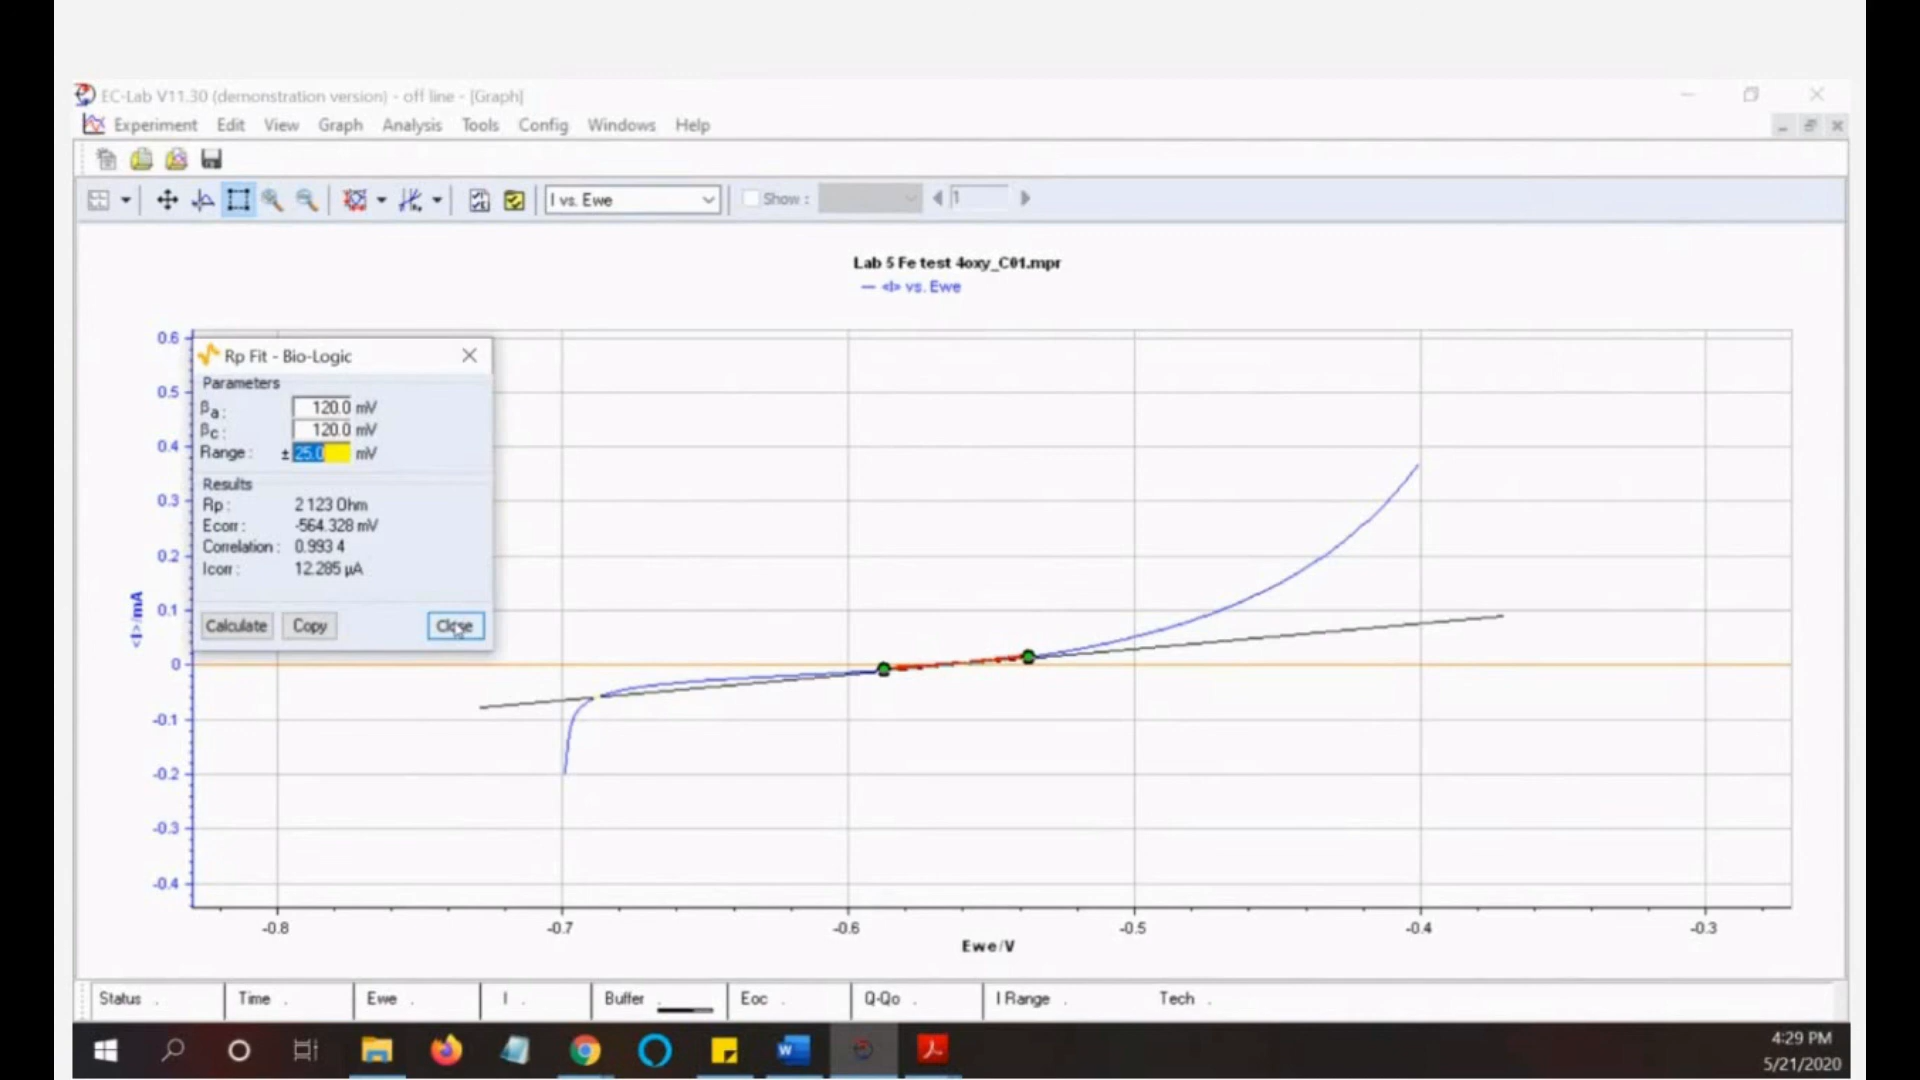 EC-Lab V11.30 (demonstration version) - off line - [Graph]
Experiment Edit View Graph Analysis Tools Config Windows Help
I vs. Ewe Show : 1
Lab 5 Fe test 4oxy_C01.mpr
<I> vs. Ewe
0.6
0.5
0.4
0.3
0.2
0.1
0
-0.1
-0.2
-0.3
-0.4
<I>/mA
Rp Fit - Bio-Logic
Parameters
βa : 120.0 mV
βc : 120.0 mV
Range : ± 25.0 mV
Results
Rp : 2 123 Ohm
Ecorr : -564.328 mV
Correlation : 0.993 4
Icorr : 12.285 µA
Calculate Copy Close
-0.8 -0.7 -0.6 -0.5 -0.4 -0.3
Ewe/V
Status . Time . Ewe . I . Buffer . Eoc . Q-Qo . I Range . Tech .
4:29 PM
5/21/2020